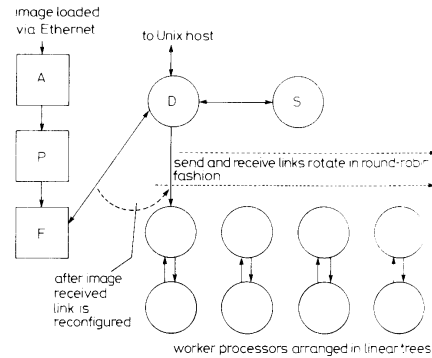 image loaded
via Ethernet
to Unix host
A
D
S
P
send and receive links rotate in round-robin
fashion
F
after image
received
link is
reconfigured
worker processors arranged in linear trees